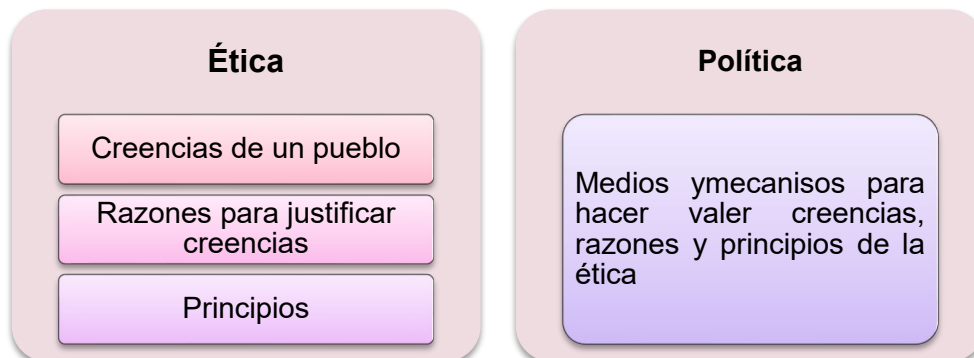 Ética
Creencias de un pueblo
Razones para justificar
creencias
Principios
Política
Medios ymecanisos para
hacer valer creencias,
razones y principios de la
ética